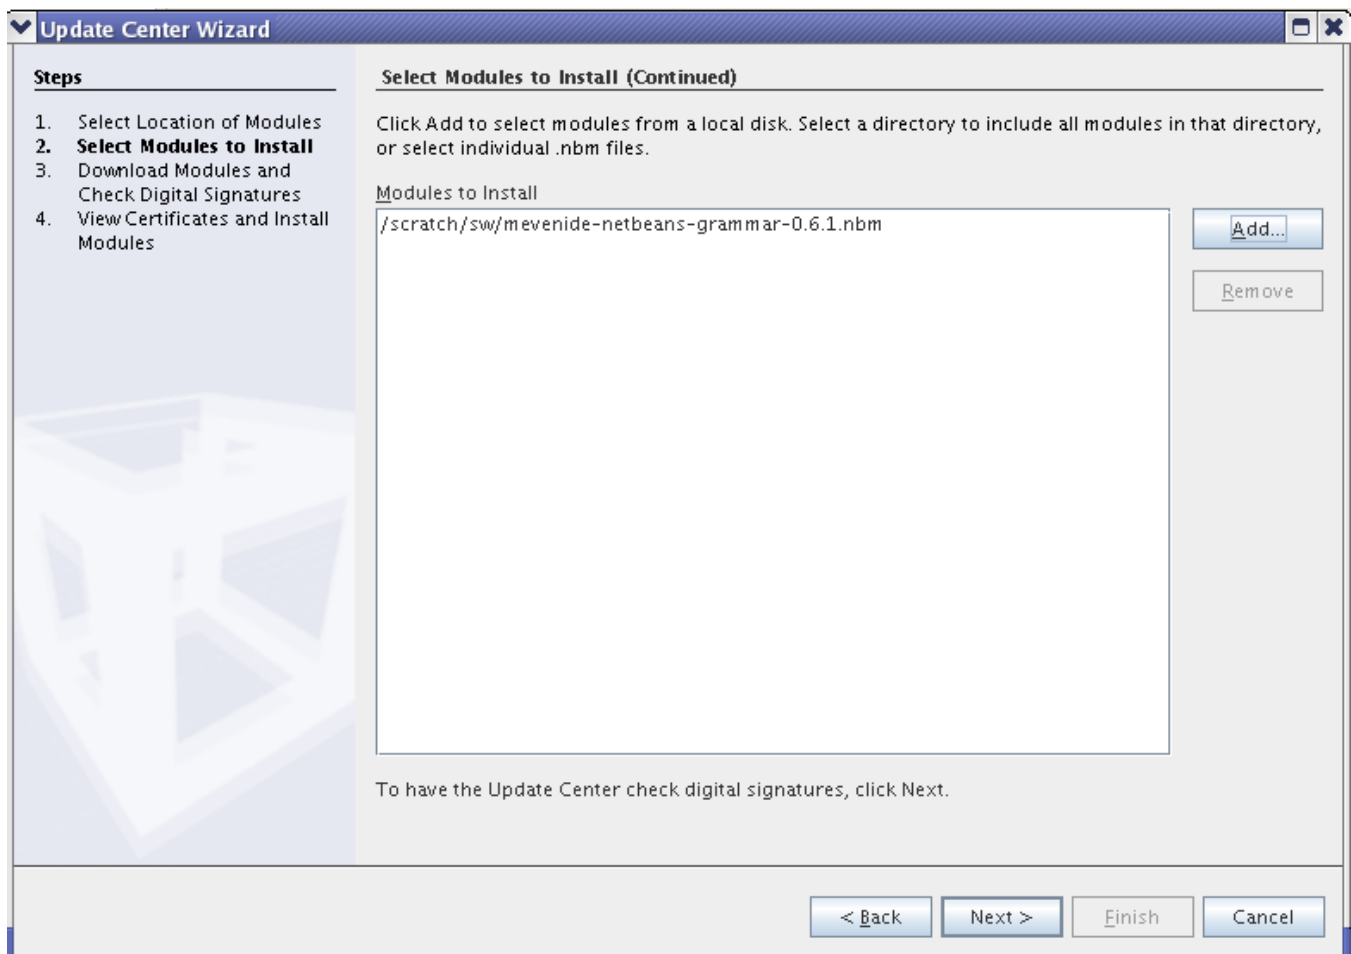 Update Center Wizard
Steps
1. Select Location of Modules
2. Select Modules to Install
3. Download Modules and
Check Digital Signatures
4. View Certificates and Install
Modules
Select Modules to Install (Continued)
Click Add to select modules from a local disk. Select a directory to include all modules in that directory,
or select individual .nbm files.
Modules to Install
/scratch/sw/mevenide-netbeans-grammar-0.6.1.nbm
Add...
Remove
To have the Update Center check digital signatures, click Next.
< Back
Next >
Finish
Cancel